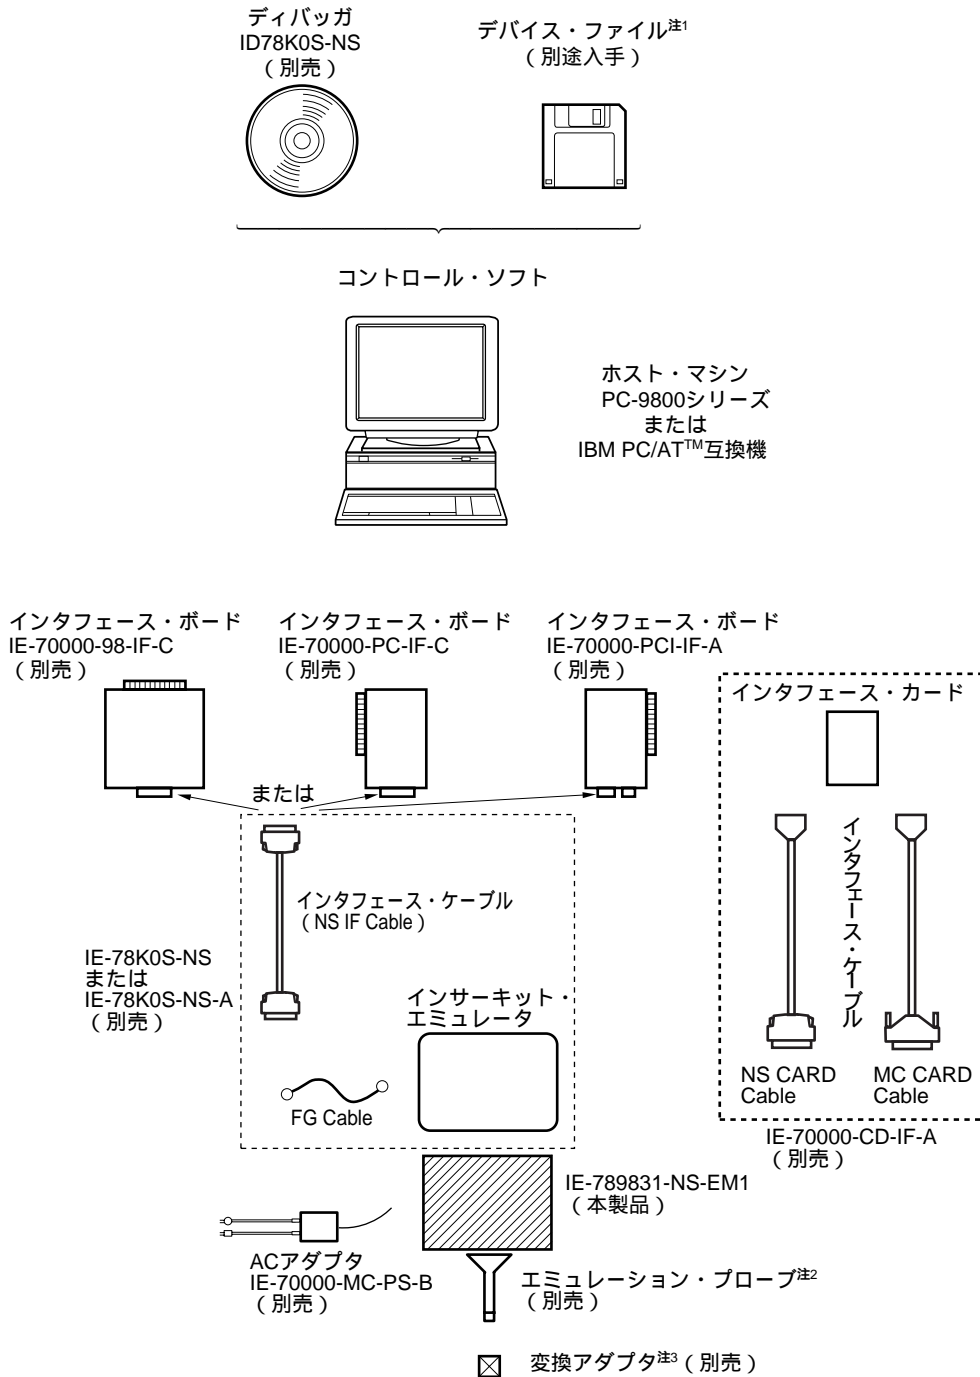 ディバッガ
ID78K0S-NS
（別売）
デバイス・ファイル注1
（別途入手）
コントロール・ソフト
ホスト・マシン
PC-9800シリーズ
または
IBM PC/AT™互換機
インタフェース・ボード
IE-70000-98-IF-C
（別売）
インタフェース・ボード
IE-70000-PC-IF-C
（別売）
インタフェース・ボード
IE-70000-PCI-IF-A
（別売）
インタフェース・カード
または
インタフェース・ケーブル
（NS IF Cable）
IE-78K0S-NS
または
IE-78K0S-NS-A
（別売）
インサーキット・
エミュレータ
FG Cable
インタフェース・ケーブル
NS CARD
Cable
MC CARD
Cable
IE-70000-CD-IF-A
（別売）
IE-789831-NS-EM1
（本製品）
ACアダプタ
IE-70000-MC-PS-B
（別売）
エミュレーション・プローブ注2
（別売）
変換アダプタ注3（別売）